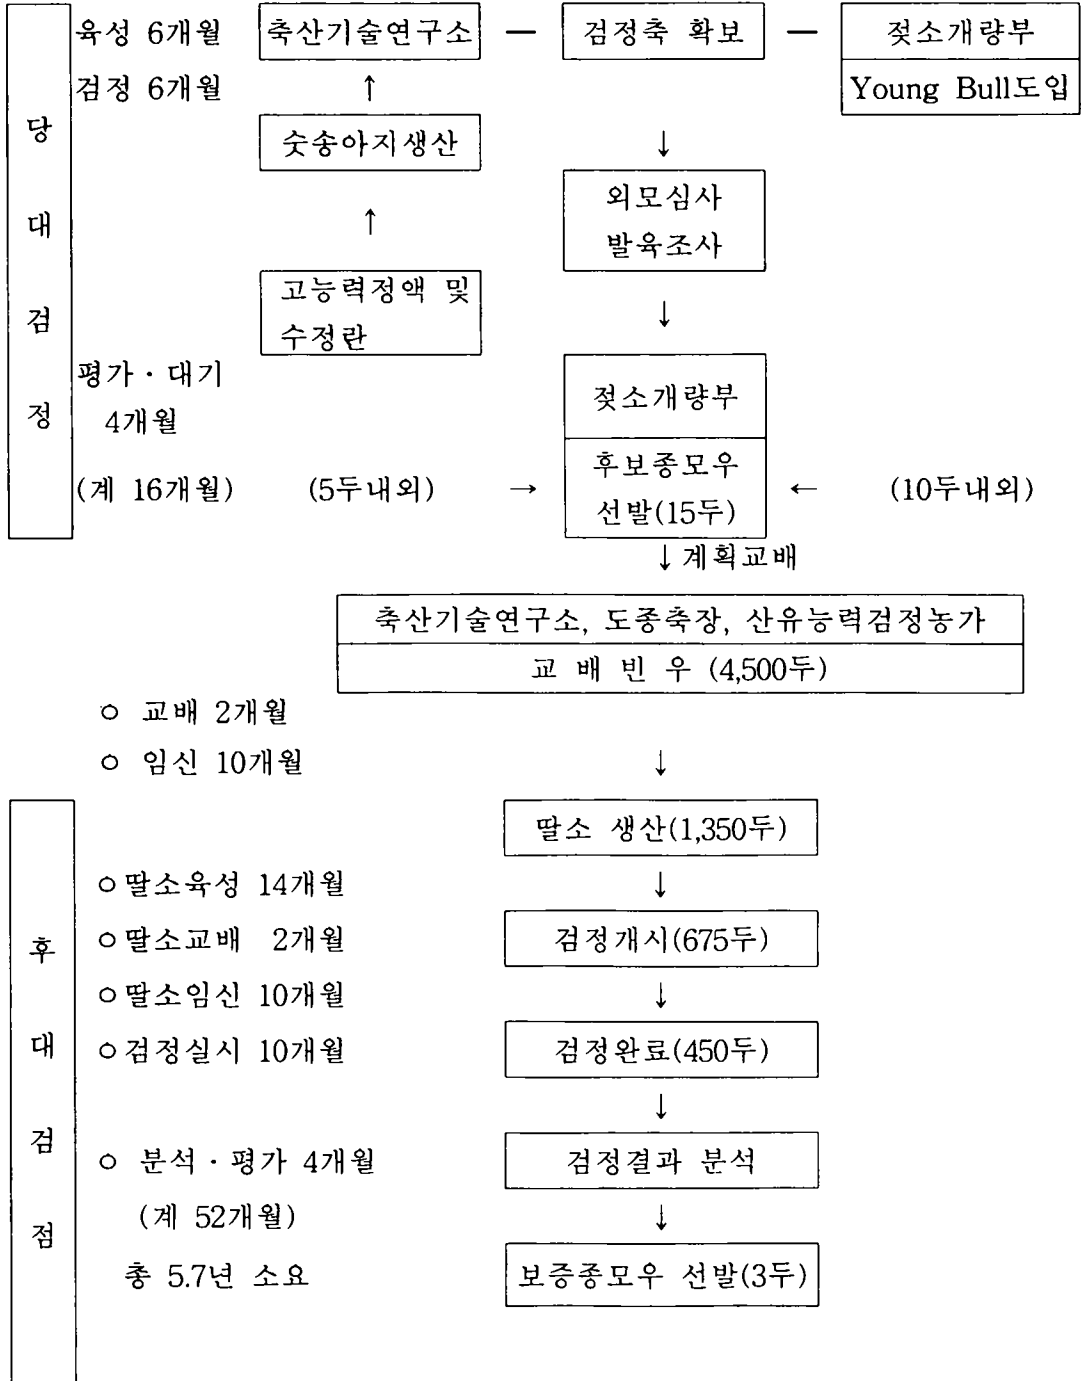 육성 6개월 축산기술연구소 ─ 검정축 확보 ─ 젖소개량부
검정 6개월 ↑ Young Bull도입
숫송아지생산 ↓
외모심사
↑ 발육조사
고능력정액 및 ↓
수정란
평가 · 대기 젖소개량부
4개월
후보종모우
(계 16개월) (5두내외) → 선발(15두) ← (10두내외)
당대검정
↓계획교배
축산기술연구소, 도종축장, 산유능력검정농가
교 배 빈 우 (4,500두)
○ 교배 2개월
○ 임신 10개월 ↓
딸소 생산(1,350두)
○딸소육성 14개월 ↓
○딸소교배 2개월 검정개시(675두)
○딸소임신 10개월 ↓
○검정실시 10개월 검정완료(450두)
↓
○ 분석 · 평가 4개월 검정결과 분석
(계 52개월) ↓
총 5.7년 소요 보증종모우 선발(3두)
후대검점